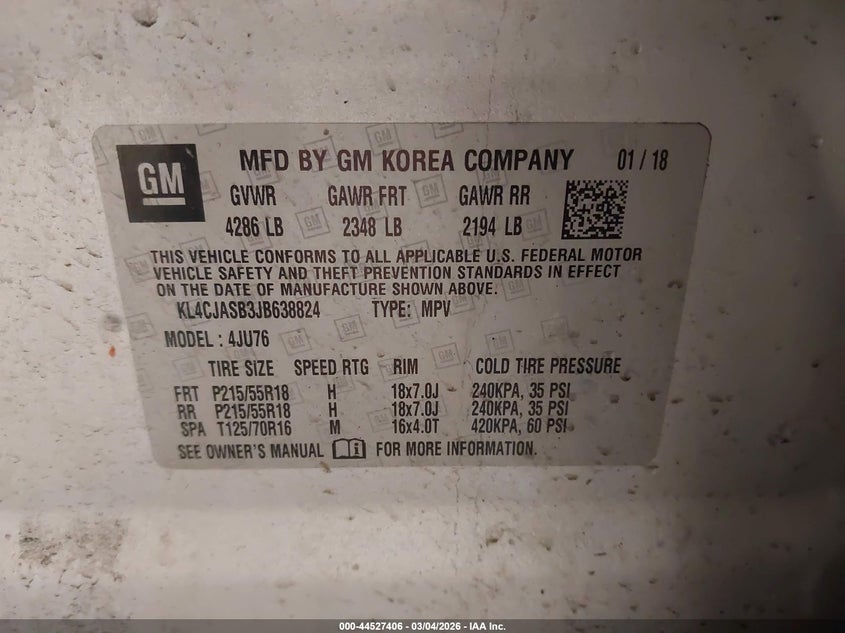 GM MFD BY GM KOREA COMPANY 01 / 18
GVWR GAWR FRT GAWR RR
4286 LB 2348 LB 2194 LB
THIS VEHICLE CONFORMS TO ALL APPLICABLE U.S. FEDERAL MOTOR
VEHICLE SAFETY AND THEFT PREVENTION STANDARDS IN EFFECT
ON THE DATE OF MANUFACTURE SHOWN ABOVE.
KL4CJASB3JB638824 TYPE: MPV
MODEL : 4JU76
TIRE SIZE SPEED RTG RIM COLD TIRE PRESSURE
FRT P215/55R18 H 18x7.0J 240KPA, 35 PSI
RR P215/55R18 H 18x7.0J 240KPA, 35 PSI
SPA T125/70R16 M 16x4.0T 420KPA, 60 PSI
SEE OWNER'S MANUAL FOR MORE INFORMATION.
000-44527406 - 03/04/2026 - IAA Inc.